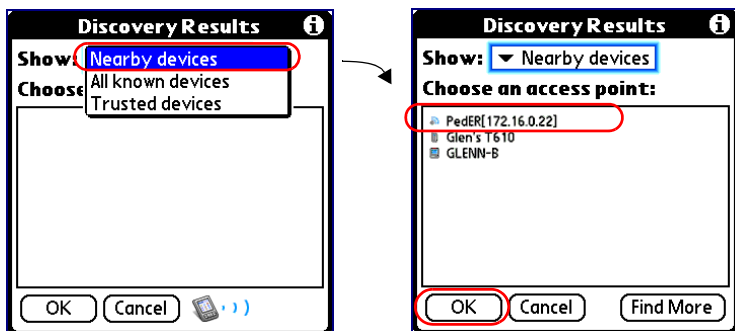 Discovery Results
Show: Nearby devices
All known devices
Choose
Trusted devices
OK Cancel
Discovery Results
Show: Nearby devices
Choose an access point:
PedER[172.16.0.22]
Glen's T610
GLENN-B
OK Cancel Find More